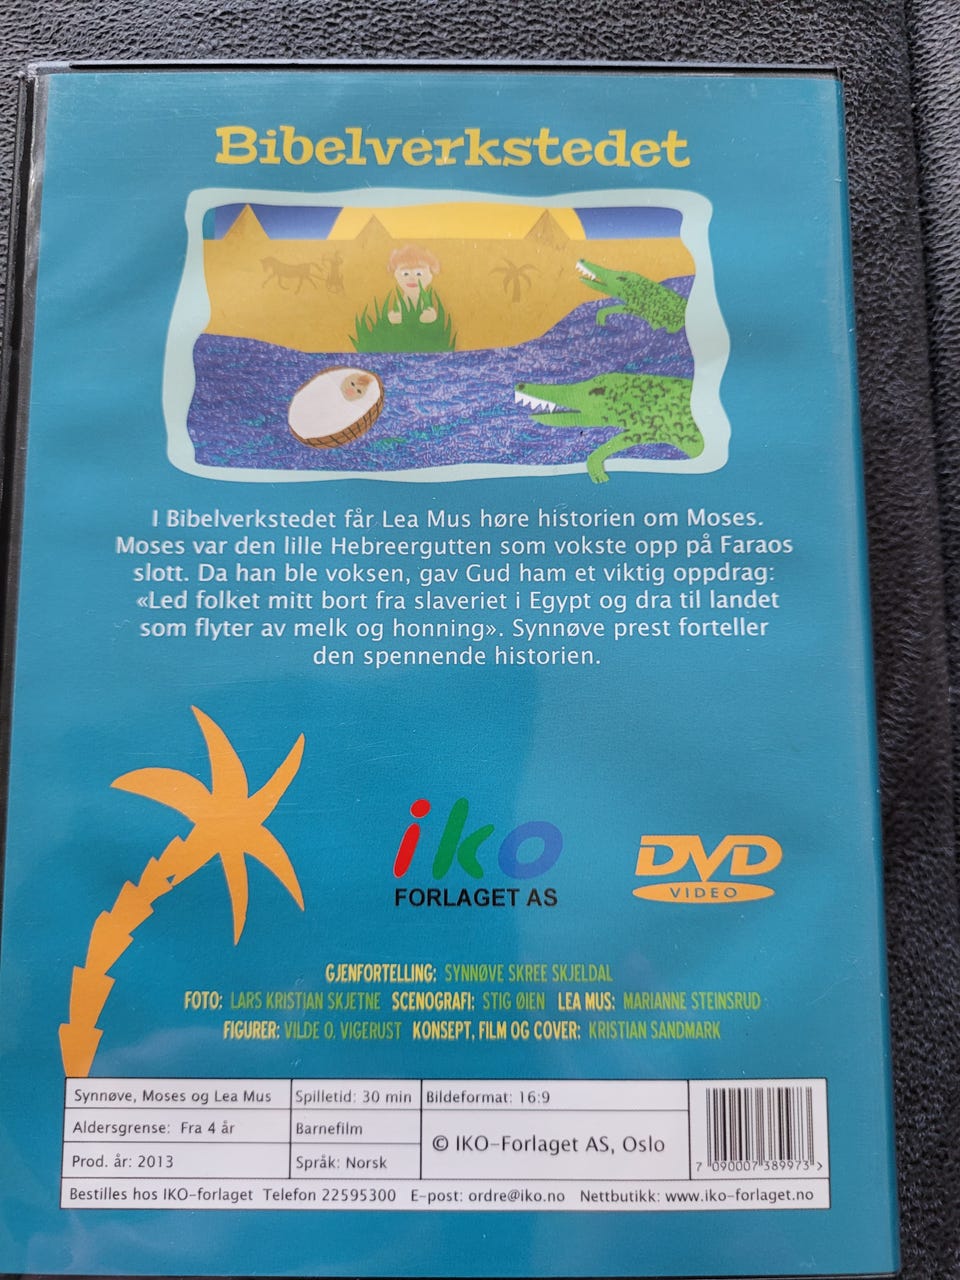 Bibelverkstedet
I Bibelverkstedet får Lea Mus høre historien om Moses.
Moses var den lille Hebreergutten som vokste opp på Faraos
slott. Da han ble voksen, gav Gud ham et viktig oppdrag:
«Led folket mitt bort fra slaveriet i Egypt og dra til landet
som flyter av melk og honning». Synnøve prest forteller
den spennende historien.
iko
FORLAGET AS
DVD
VIDEO
GJENFORTELLING: SYNNØVE SKREE SKJELDAL
FOTO: LARS KRISTIAN SKJETNE SCENOGRAFI: STIG ØIEN LEA MUS: MARIANNE STEINSRUD
FIGURER: VILDE O. VIGERUST KONSEPT, FILM OG COVER: KRISTIAN SANDMARK
Synnøve, Moses og Lea Mus Spilletid: 30 min Bildeformat: 16:9
Aldersgrense: Fra 4 år Barnefilm
© IKO-Forlaget AS, Oslo
Prod. år: 2013 Språk: Norsk
7 090007 389973 >
Bestilles hos IKO-forlaget Telefon 22595300 E-post: ordre@iko.no Nettbutikk: www.iko-forlaget.no